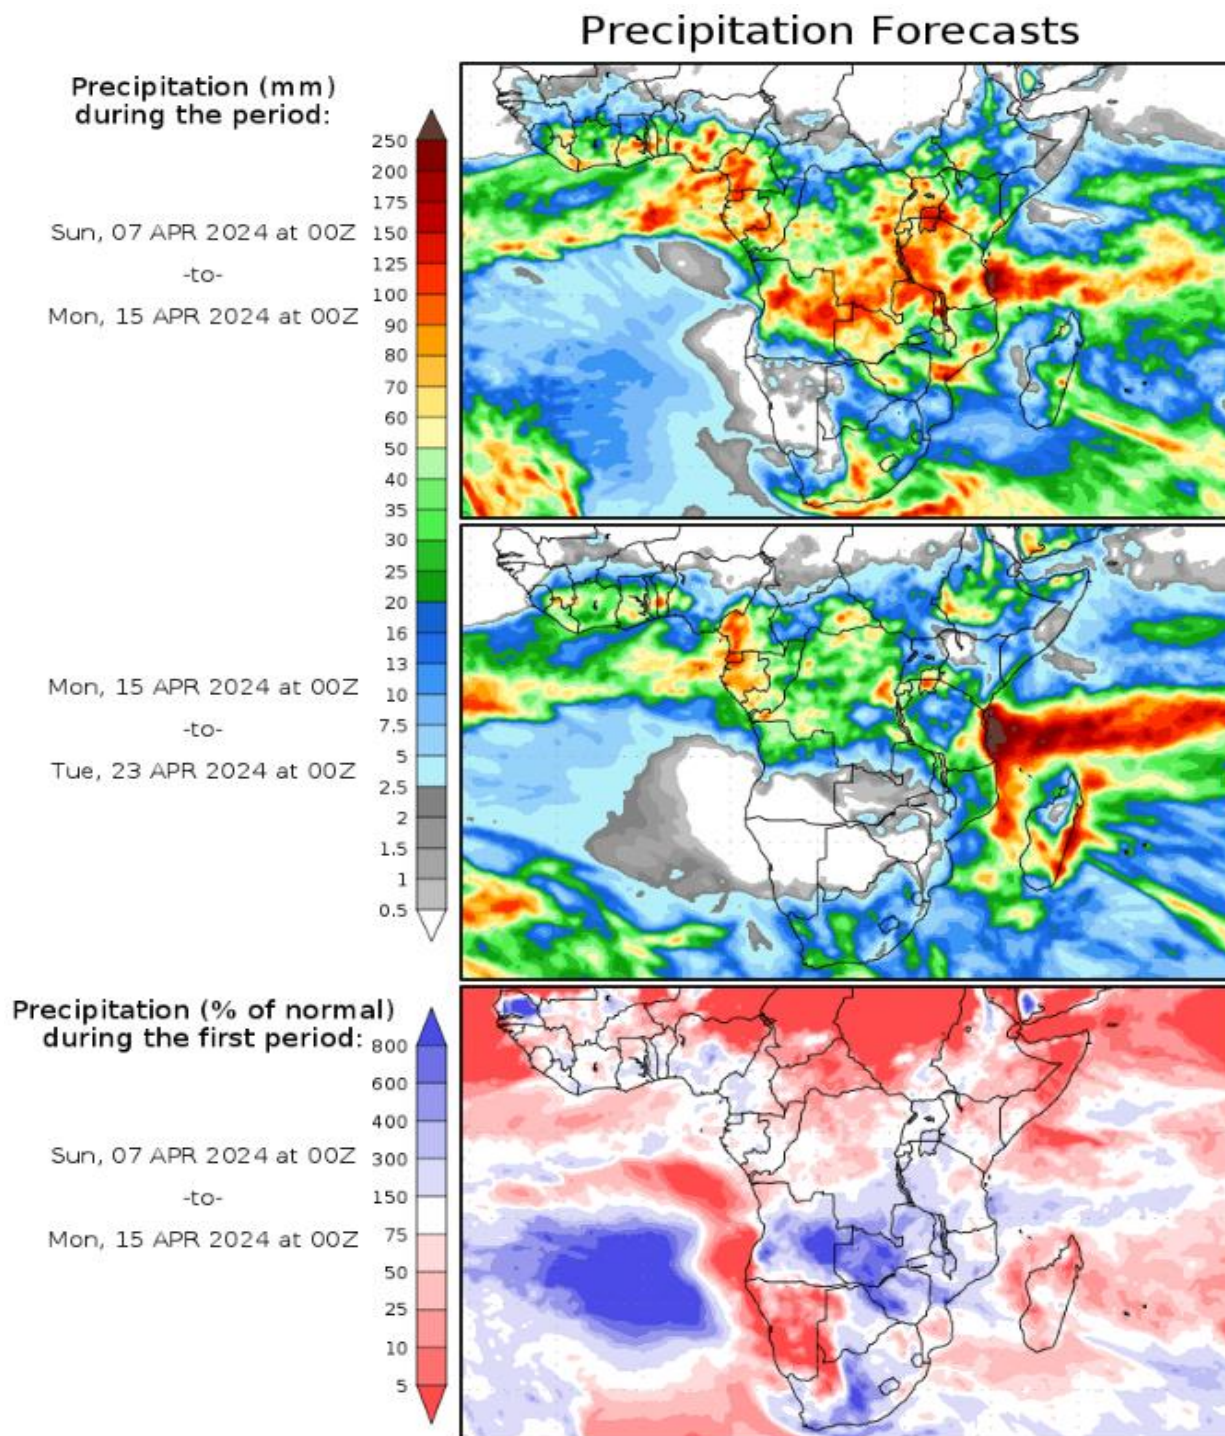 Precipitation Forecasts
Precipitation (mm)
during the period:
250
200
175
150
125
100
90
80
70
60
50
40
35
30
25
20
16
13
10
7.5
5
2.5
2
1.5
1
0.5
Sun, 07 APR 2024 at 00Z
-to-
Mon, 15 APR 2024 at 00Z
Mon, 15 APR 2024 at 00Z
-to-
Tue, 23 APR 2024 at 00Z
Precipitation (% of normal)
during the first period:
800
600
400
300
150
75
50
25
10
5
Sun, 07 APR 2024 at 00Z
-to-
Mon, 15 APR 2024 at 00Z